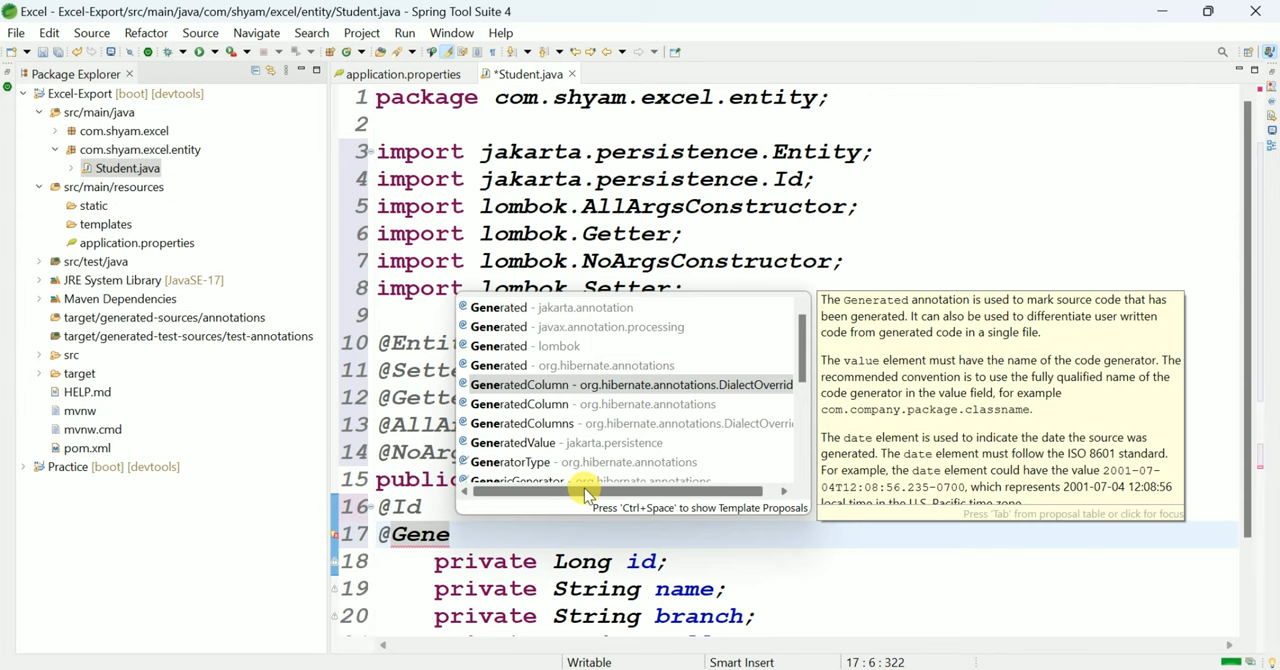 Excel - Excel-Export/src/main/java/com/shyam/excel/entity/Student.java - Spring Tool Suite 4
File Edit Source Refactor Source Navigate Search Project Run Window Help
Package Explorer
application.properties
*Student.java
Excel-Export [boot] [devtools]
src/main/java
com.shyam.excel
com.shyam.excel.entity
Student.java
src/main/resources
static
templates
application.properties
src/test/java
JRE System Library [JavaSE-17]
Maven Dependencies
target/generated-sources/annotations
target/generated-test-sources/test-annotations
src
target
HELP.md
mvnw
mvnw.cmd
pom.xml
Practice [boot] [devtools]
1 package com.shyam.excel.entity;
2
3 import jakarta.persistence.Entity;
4 import jakarta.persistence.Id;
5 import lombok.AllArgsConstructor;
6 import lombok.Getter;
7 import lombok.NoArgsConstructor;
8 import lombok.Setter;
9
10 @Enti
11 @Sette
12 @Gette
13 @AllA
14 @NoAr
15 public
16 @Id
17 @Gene
18 private Long id;
19 private String name;
20 private String branch;
Generated - jakarta.annotation
Generated - javax.annotation.processing
Generated - lombok
Generated - org.hibernate.annotations
GeneratedColumn - org.hibernate.annotations.DialectOverrid
GeneratedColumn - org.hibernate.annotations
GeneratedColumns - org.hibernate.annotations.DialectOverri
GeneratedValue - jakarta.persistence
GeneratorType - org.hibernate.annotations
GenericGenerator - org.hibernate.annotations
Press 'Ctrl+Space' to show Template Proposals
The Generated annotation is used to mark source code that has
been generated. It can also be used to differentiate user written
code from generated code in a single file.
The value element must have the name of the code generator. The
recommended convention is to use the fully qualified name of the
code generator in the value field, for example
com.company.package.classname.
The date element is used to indicate the date the source was
generated. The date element must follow the ISO 8601 standard.
For example, the date element could have the value 2001-07-
04T12:08:56.235-0700, which represents 2001-07-04 12:08:56
local time in the U.S. Pacific time zone.
Press 'Tab' from proposal table or click for focus
Writable
Smart Insert
17 : 6 : 322